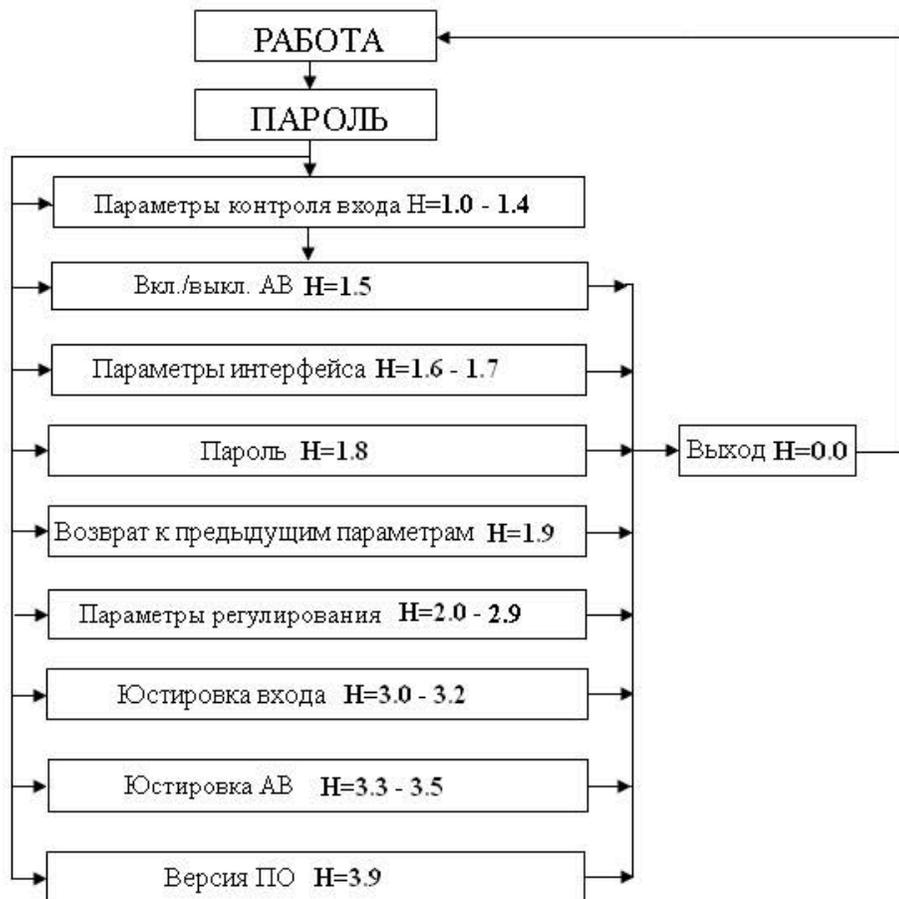 РАБОТА
ПАРОЛЬ
Параметры контроля входа Н=1.0 - 1.4
Вкл./выкл. АВ Н=1.5
Параметры интерфейса Н=1.6 - 1.7
Пароль Н=1.8
Выход Н=0.0
Возврат к предыдущим параметрам Н=1.9
Параметры регулирования Н=2.0 - 2.9
Юстировка входа Н=3.0 - 3.2
Юстировка АВ Н=3.3 - 3.5
Версия ПО Н=3.9